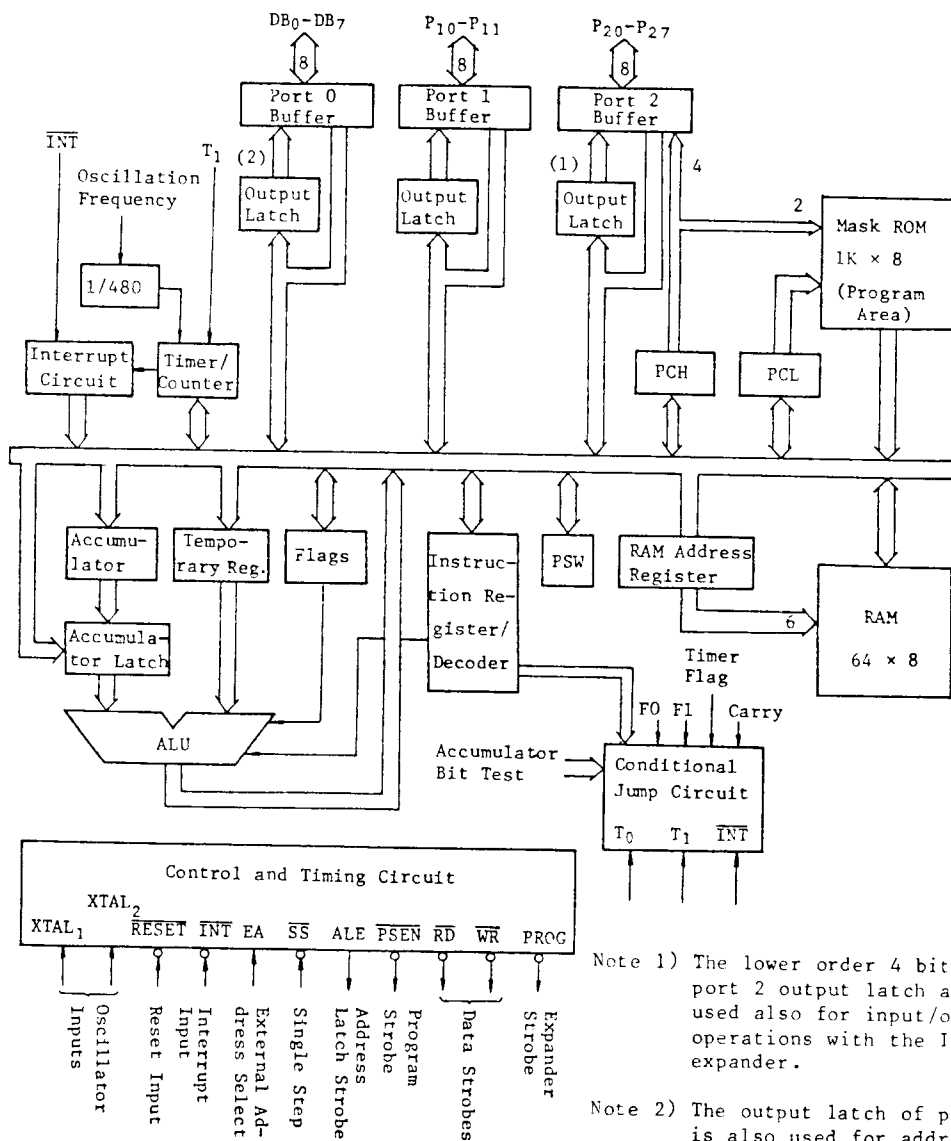 DB0-DB7
P10-P11
P20-P27
8
8
8
Port 0
Buffer
Port 1
Buffer
Port 2
Buffer
INT
T1
(2)
(1)
4
Oscillation
Frequency
Output
Latch
Output
Latch
Output
Latch
2
Mask ROM
1K × 8
(Program
Area)
1/480
Interrupt
Circuit
Timer/
Counter
PCH
PCL
Accumu-
lator
Tempo-
rary Reg.
Flags
Instruc-
tion Re-
gister/
Decoder
PSW
RAM Address
Register
Accumula-
tor Latch
6
RAM
64 × 8
Timer
Flag
F0
F1
Carry
ALU
Accumulator
Bit Test
Conditional
Jump Circuit
T0
T1
INT
Control and Timing Circuit
XTAL1
XTAL2
RESET
INT
EA
SS
ALE
PSEN
RD
WR
PROG
Oscillator
Inputs
Reset Input
Interrupt
Input
External Ad-
dress Select
Single Step
Address
Latch Strobe
Program
Strobe
Data Strobes
Expander
Strobe
Note 1) The lower order 4 bit
port 2 output latch a
used also for input/o
operations with the I
expander.
Note 2) The output latch of p
is also used for addr